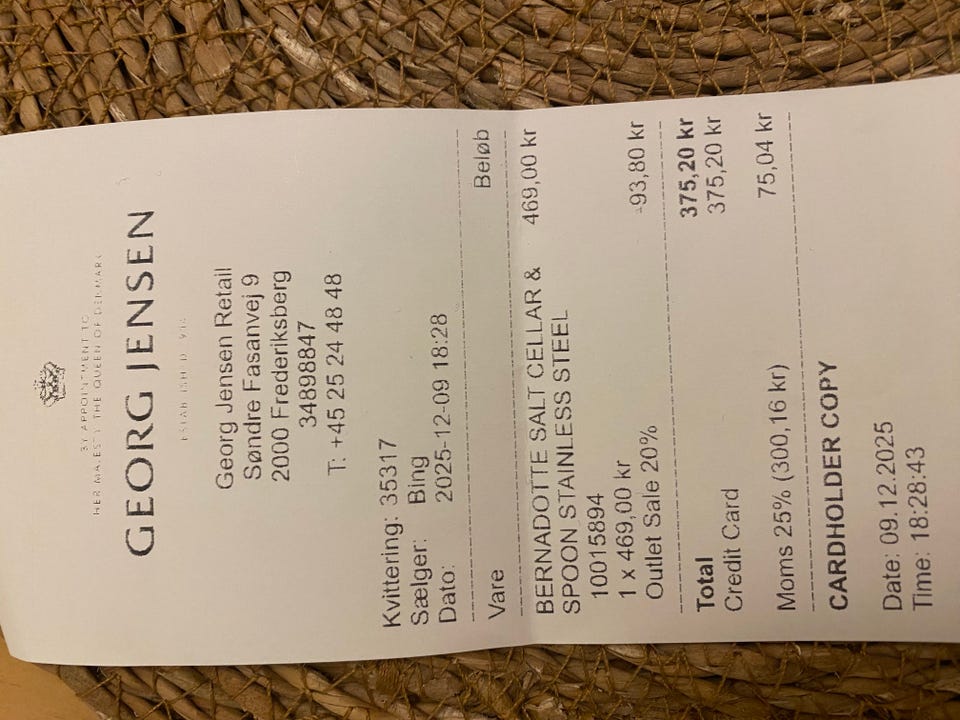 BY APPOINTMENT TO
HER MAJESTY THE QUEEN OF DENMARK
GEORG JENSEN
ESTABLISHED
Georg Jensen Retail
Søndre Fasanvej 9
2000 Frederiksberg
34898847
T: +45 25 24 48 48
Kvittering: 35317
Sælger: Bing
Dato: 2025-12-09 18:28
Vare Beløb
BERNADOTTE SALT CELLAR & 469,00 kr
SPOON STAINLESS STEEL
10015894
1 x 469,00 kr
Outlet Sale 20% -93,80 kr
Total 375,20 kr
Credit Card 375,20 kr
Moms 25% (300,16 kr) 75,04 kr
CARDHOLDER COPY
Date: 09.12.2025
Time: 18:28:43